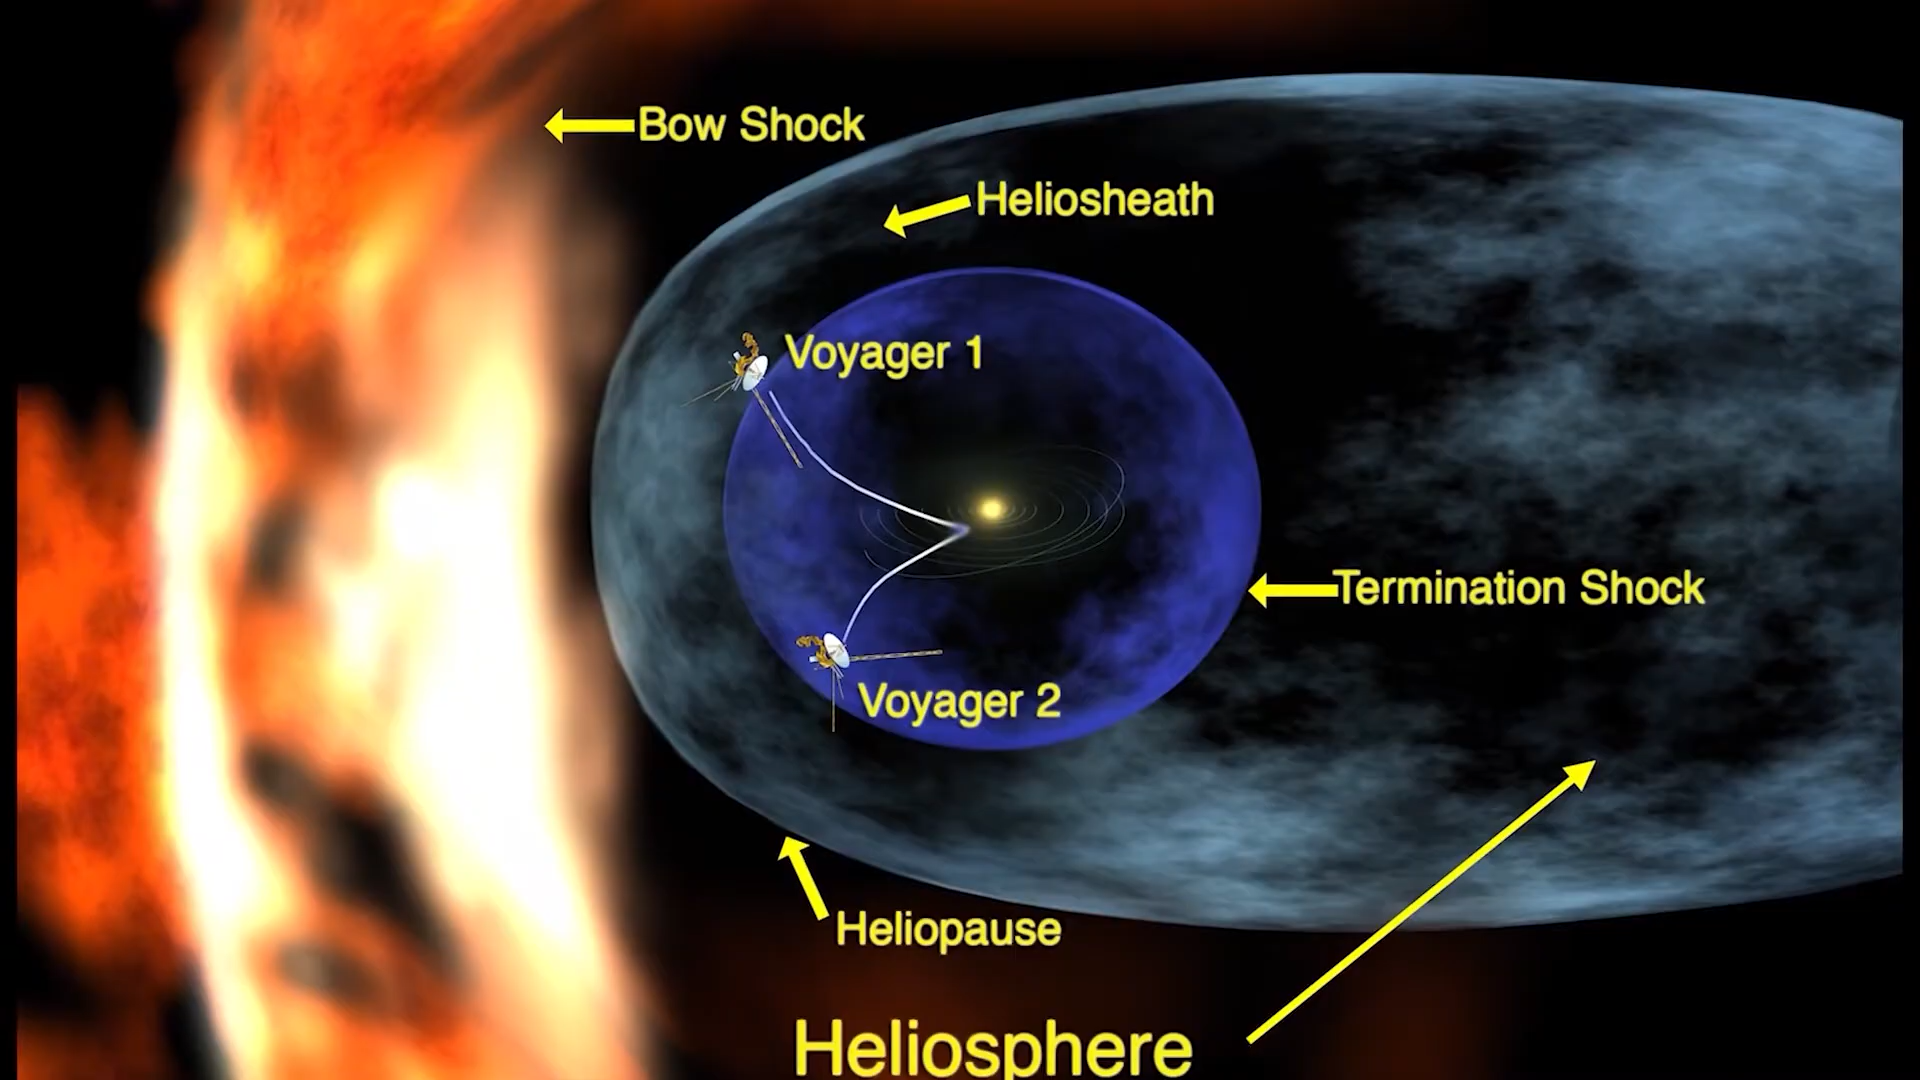 Bow Shock
Heliosheath
Voyager 1
Termination Shock
Voyager 2
Heliopause
Heliosphere